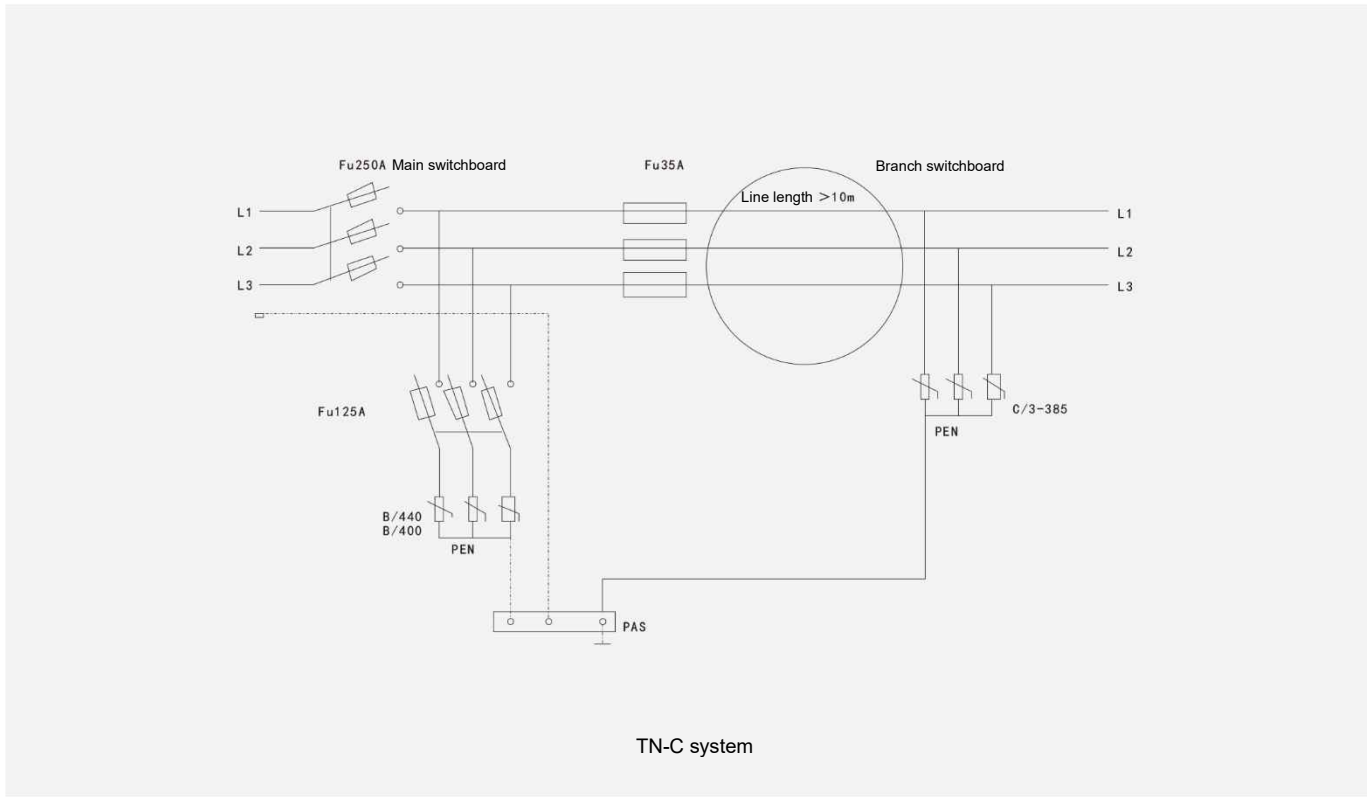 Fu250A Main switchboard
Fu35A
Branch switchboard
Line length >10m
L1
L1
L2
L2
L3
L3
Fu125A
C/3-385
PEN
B/440
B/400
PEN
PAS
TN-C system